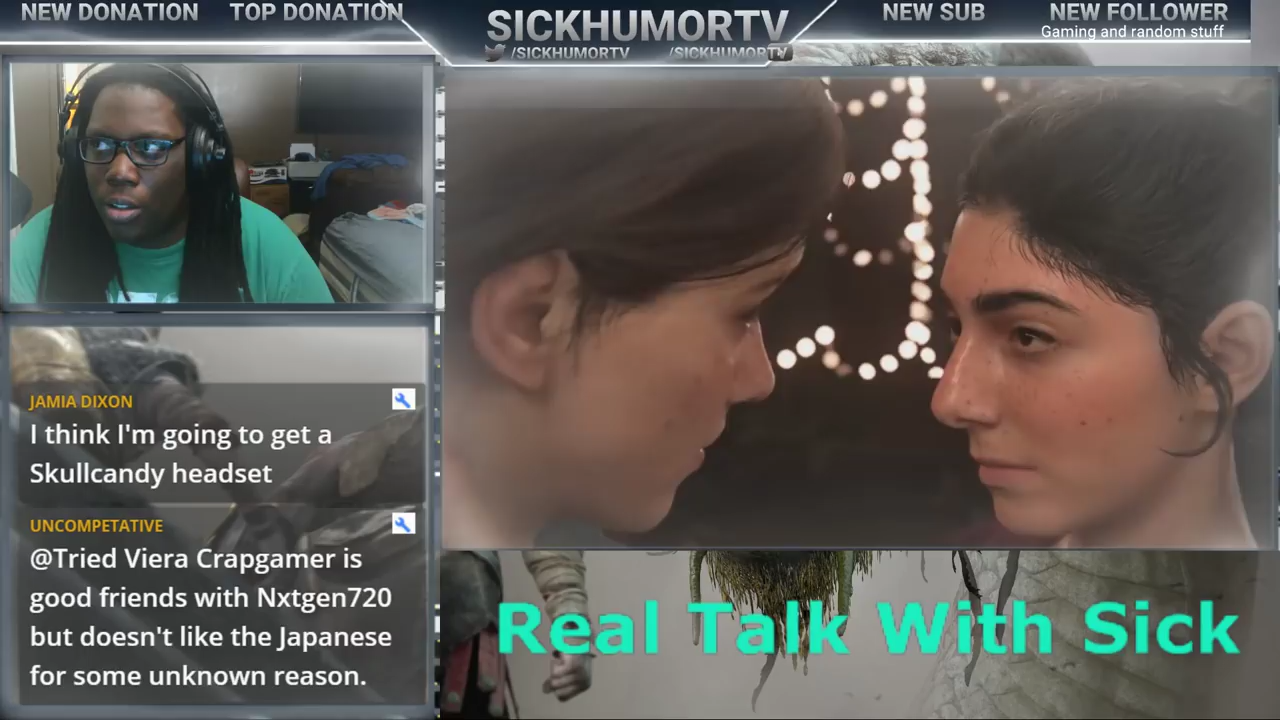 NEW DONATION
TOP DONATION
SICKHUMORTV
/SICKHUMORTV
/SICKHUMORTV
NEW SUB
NEW FOLLOWER
Gaming and random stuff
JAMIA DIXON
I think I'm going to get a
Skullcandy headset
UNCOMPETATIVE
@Tried Viera Crapgamer is
good friends with Nxtgen720
but doesn't like the Japanese
for some unknown reason.
Real Talk With Sick